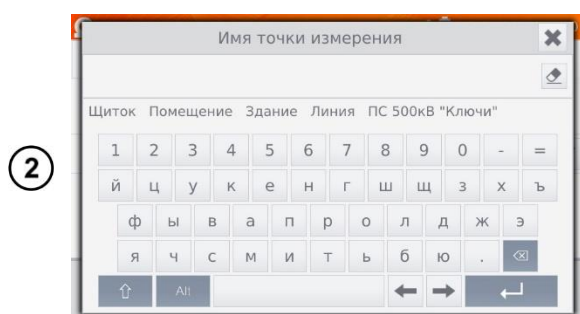 Имя точки измерения
Щиток Помещение Здание Линия ПС 500кВ "Ключи"
2
1 2 3 4 5 6 7 8 9 0 - =
й ц у к е н г ш щ з х ъ
ф ы в а п р о л д ж э
я ч с м и т ь б ю .
Alt